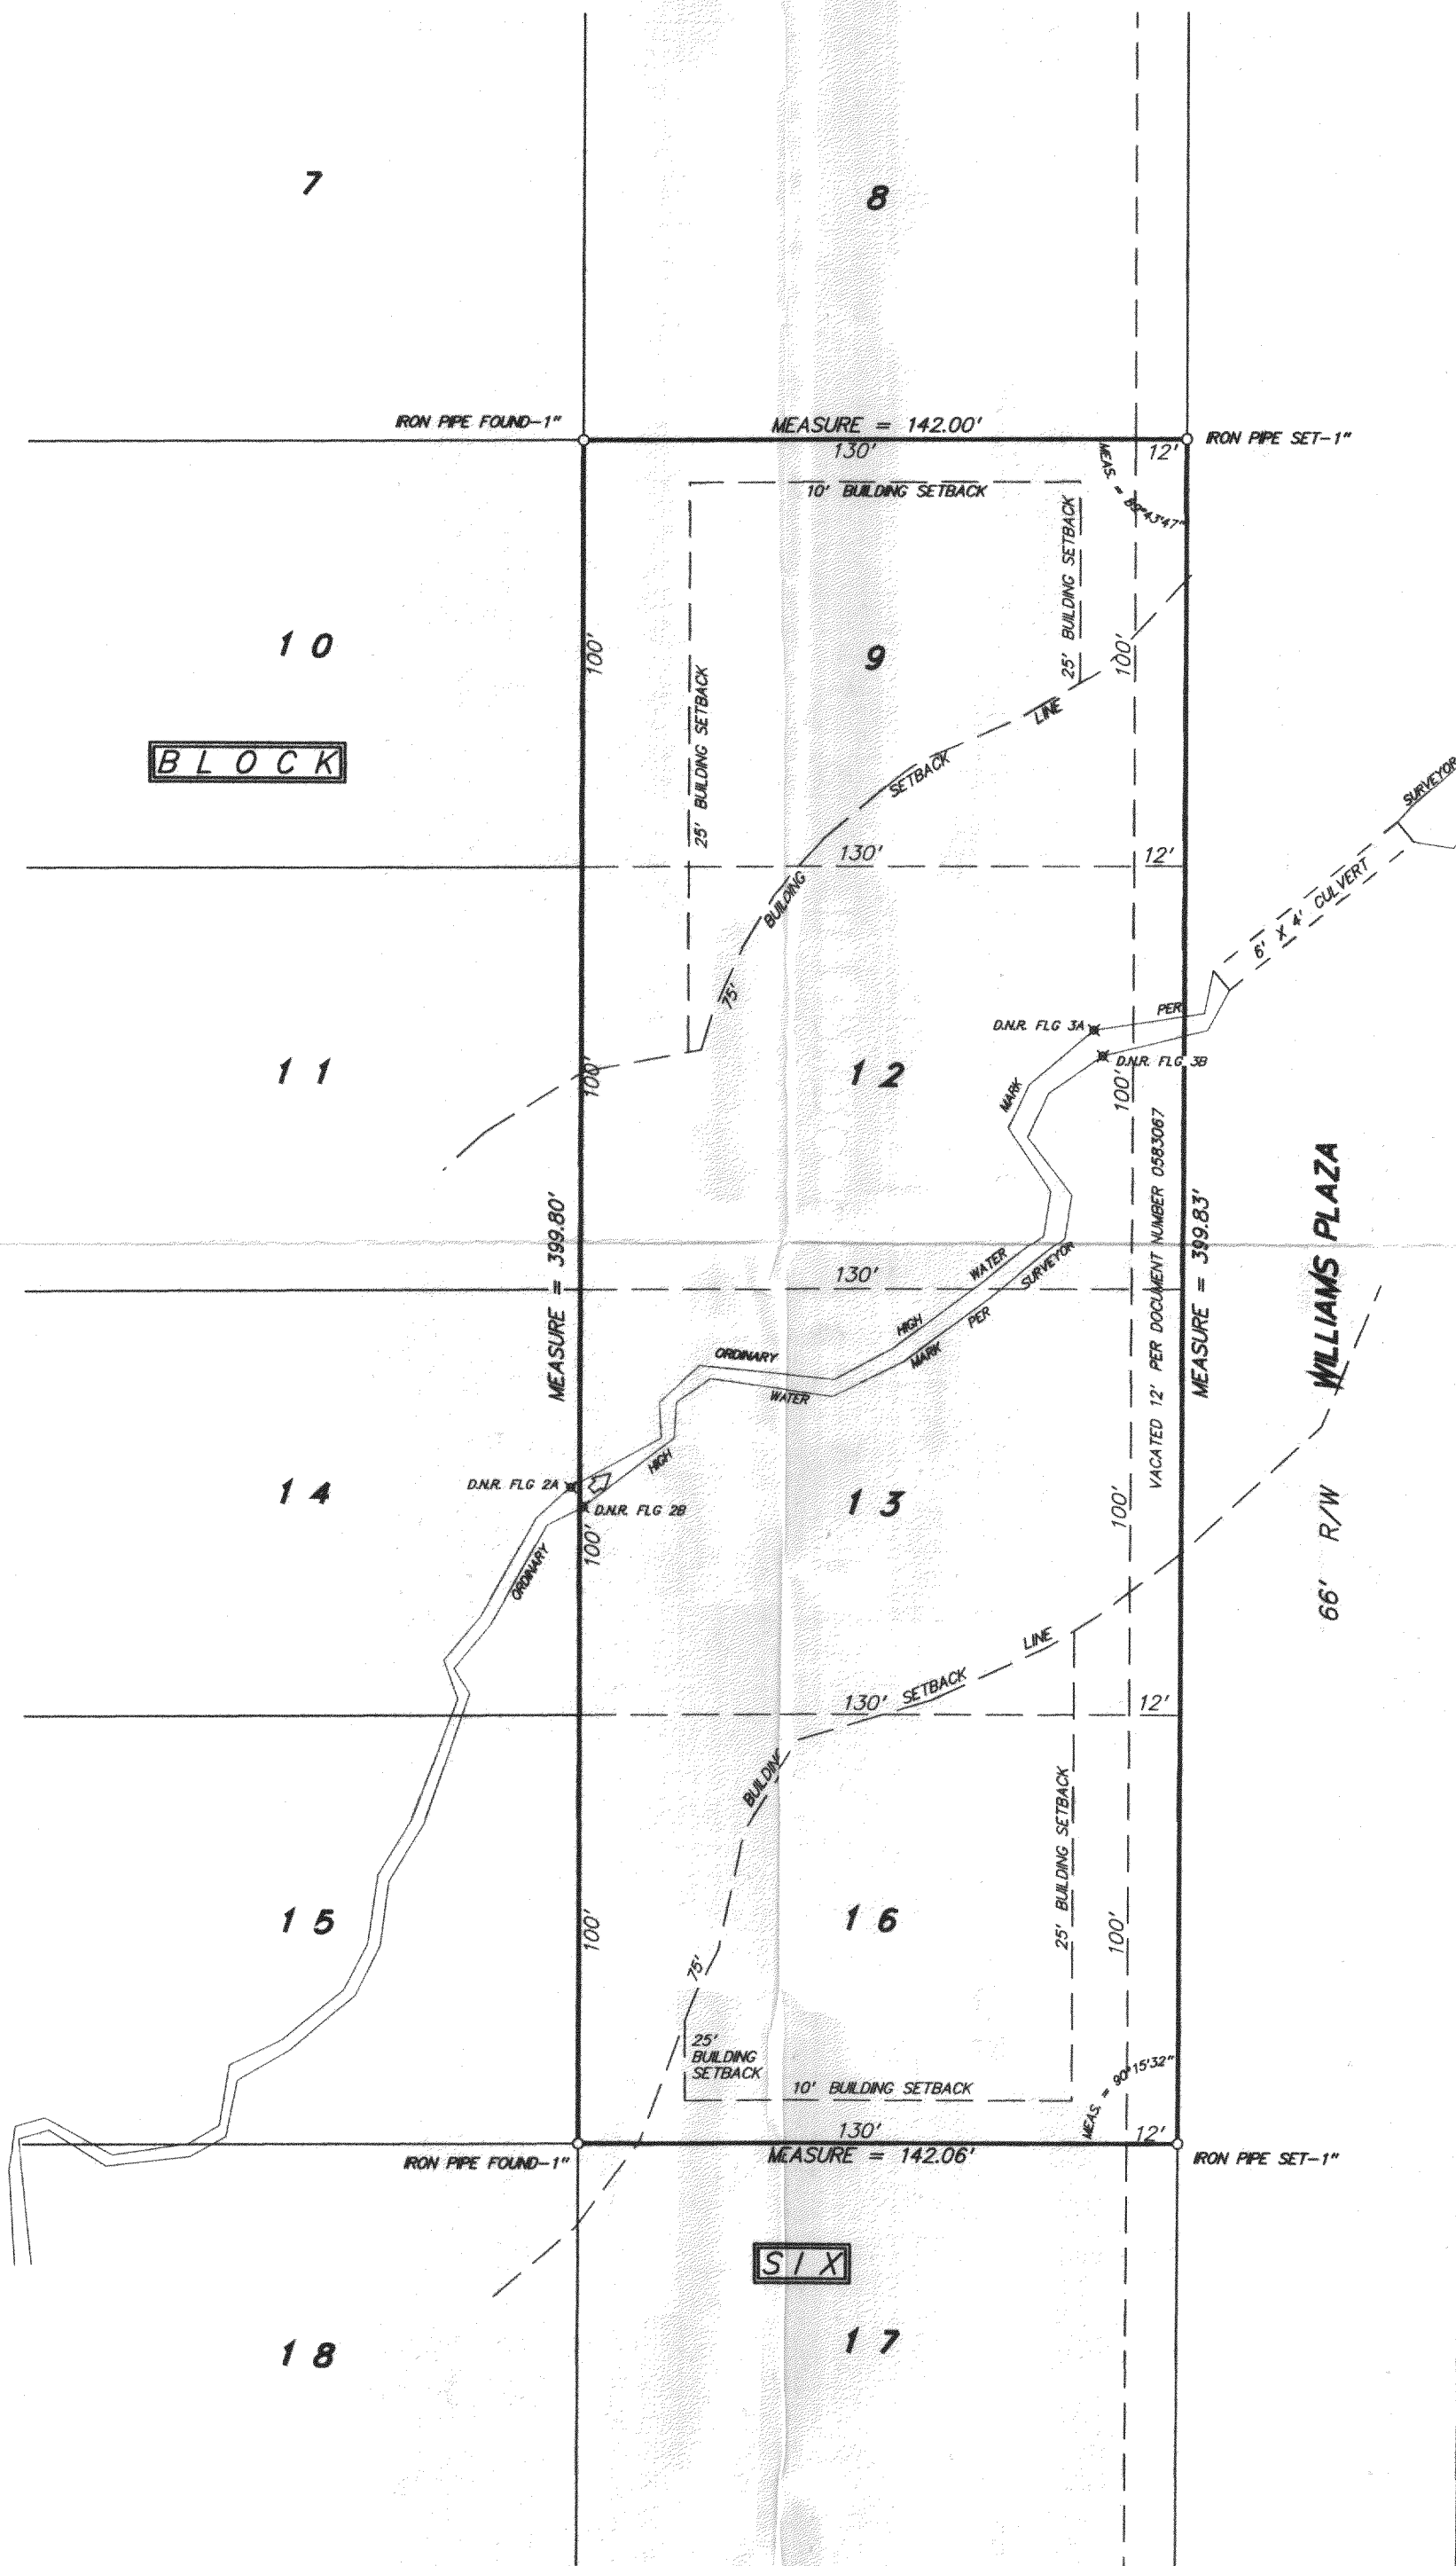 7
8
IRON PIPE FOUND-1"
MEASURE = 142.00'
IRON PIPE SET-1"
130'
12'
MEAS. = 89°43'47"
10' BUILDING SETBACK
25' BUILDING SETBACK
10
9
100'
100'
25' BUILDING SETBACK
BLOCK
75' BUILDING SETBACK LINE
130'
12'
SURVEYOR
6' X 4' CULVERT
PER
D.N.R. FLG 3A
D.N.R. FLG 3B
MARK
11
12
100'
100'
VACATED 12' PER DOCUMENT NUMBER 0583067
WILLIAMS PLAZA
MEASURE = 399.80'
MEASURE = 399.83'
WATER
SURVEYOR
130'
HIGH
PER
MARK
ORDINARY
WATER
HIGH
D.N.R. FLG 2A
D.N.R. FLG 2B
14
13
100'
100'
66' R/W
ORDINARY
75' BUILDING SETBACK LINE
130'
12'
25' BUILDING SETBACK
15
16
100'
100'
25'
BUILDING
SETBACK
10' BUILDING SETBACK
MEAS. = 90°15'32"
130'
12'
IRON PIPE FOUND-1"
MEASURE = 142.06'
IRON PIPE SET-1"
SIX
18
17